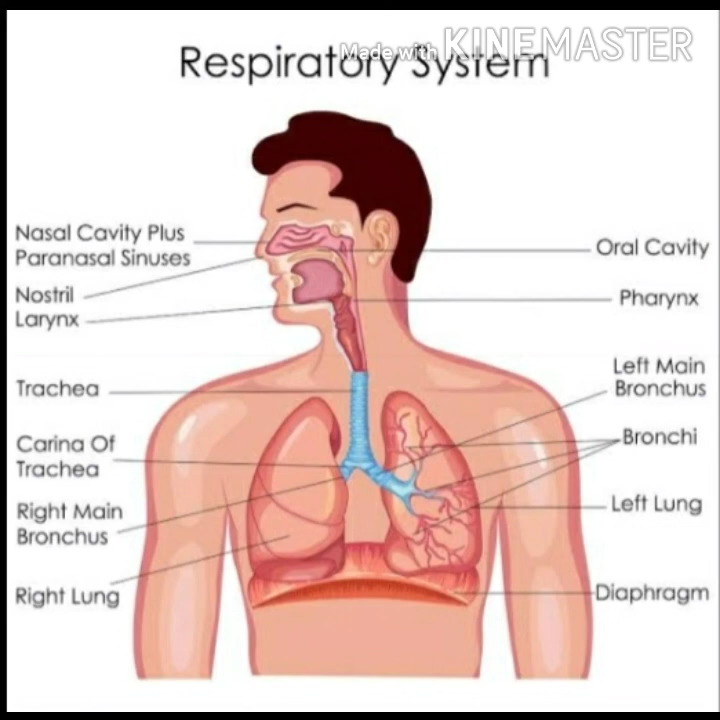 Made with KINEMASTER
Respiratory System
Nasal Cavity Plus
Paranasal Sinuses
Nostril
Larynx
Trachea
Carina Of
Trachea
Right Main
Bronchus
Right Lung
Oral Cavity
Pharynx
Left Main
Bronchus
Bronchi
Left Lung
Diaphragm